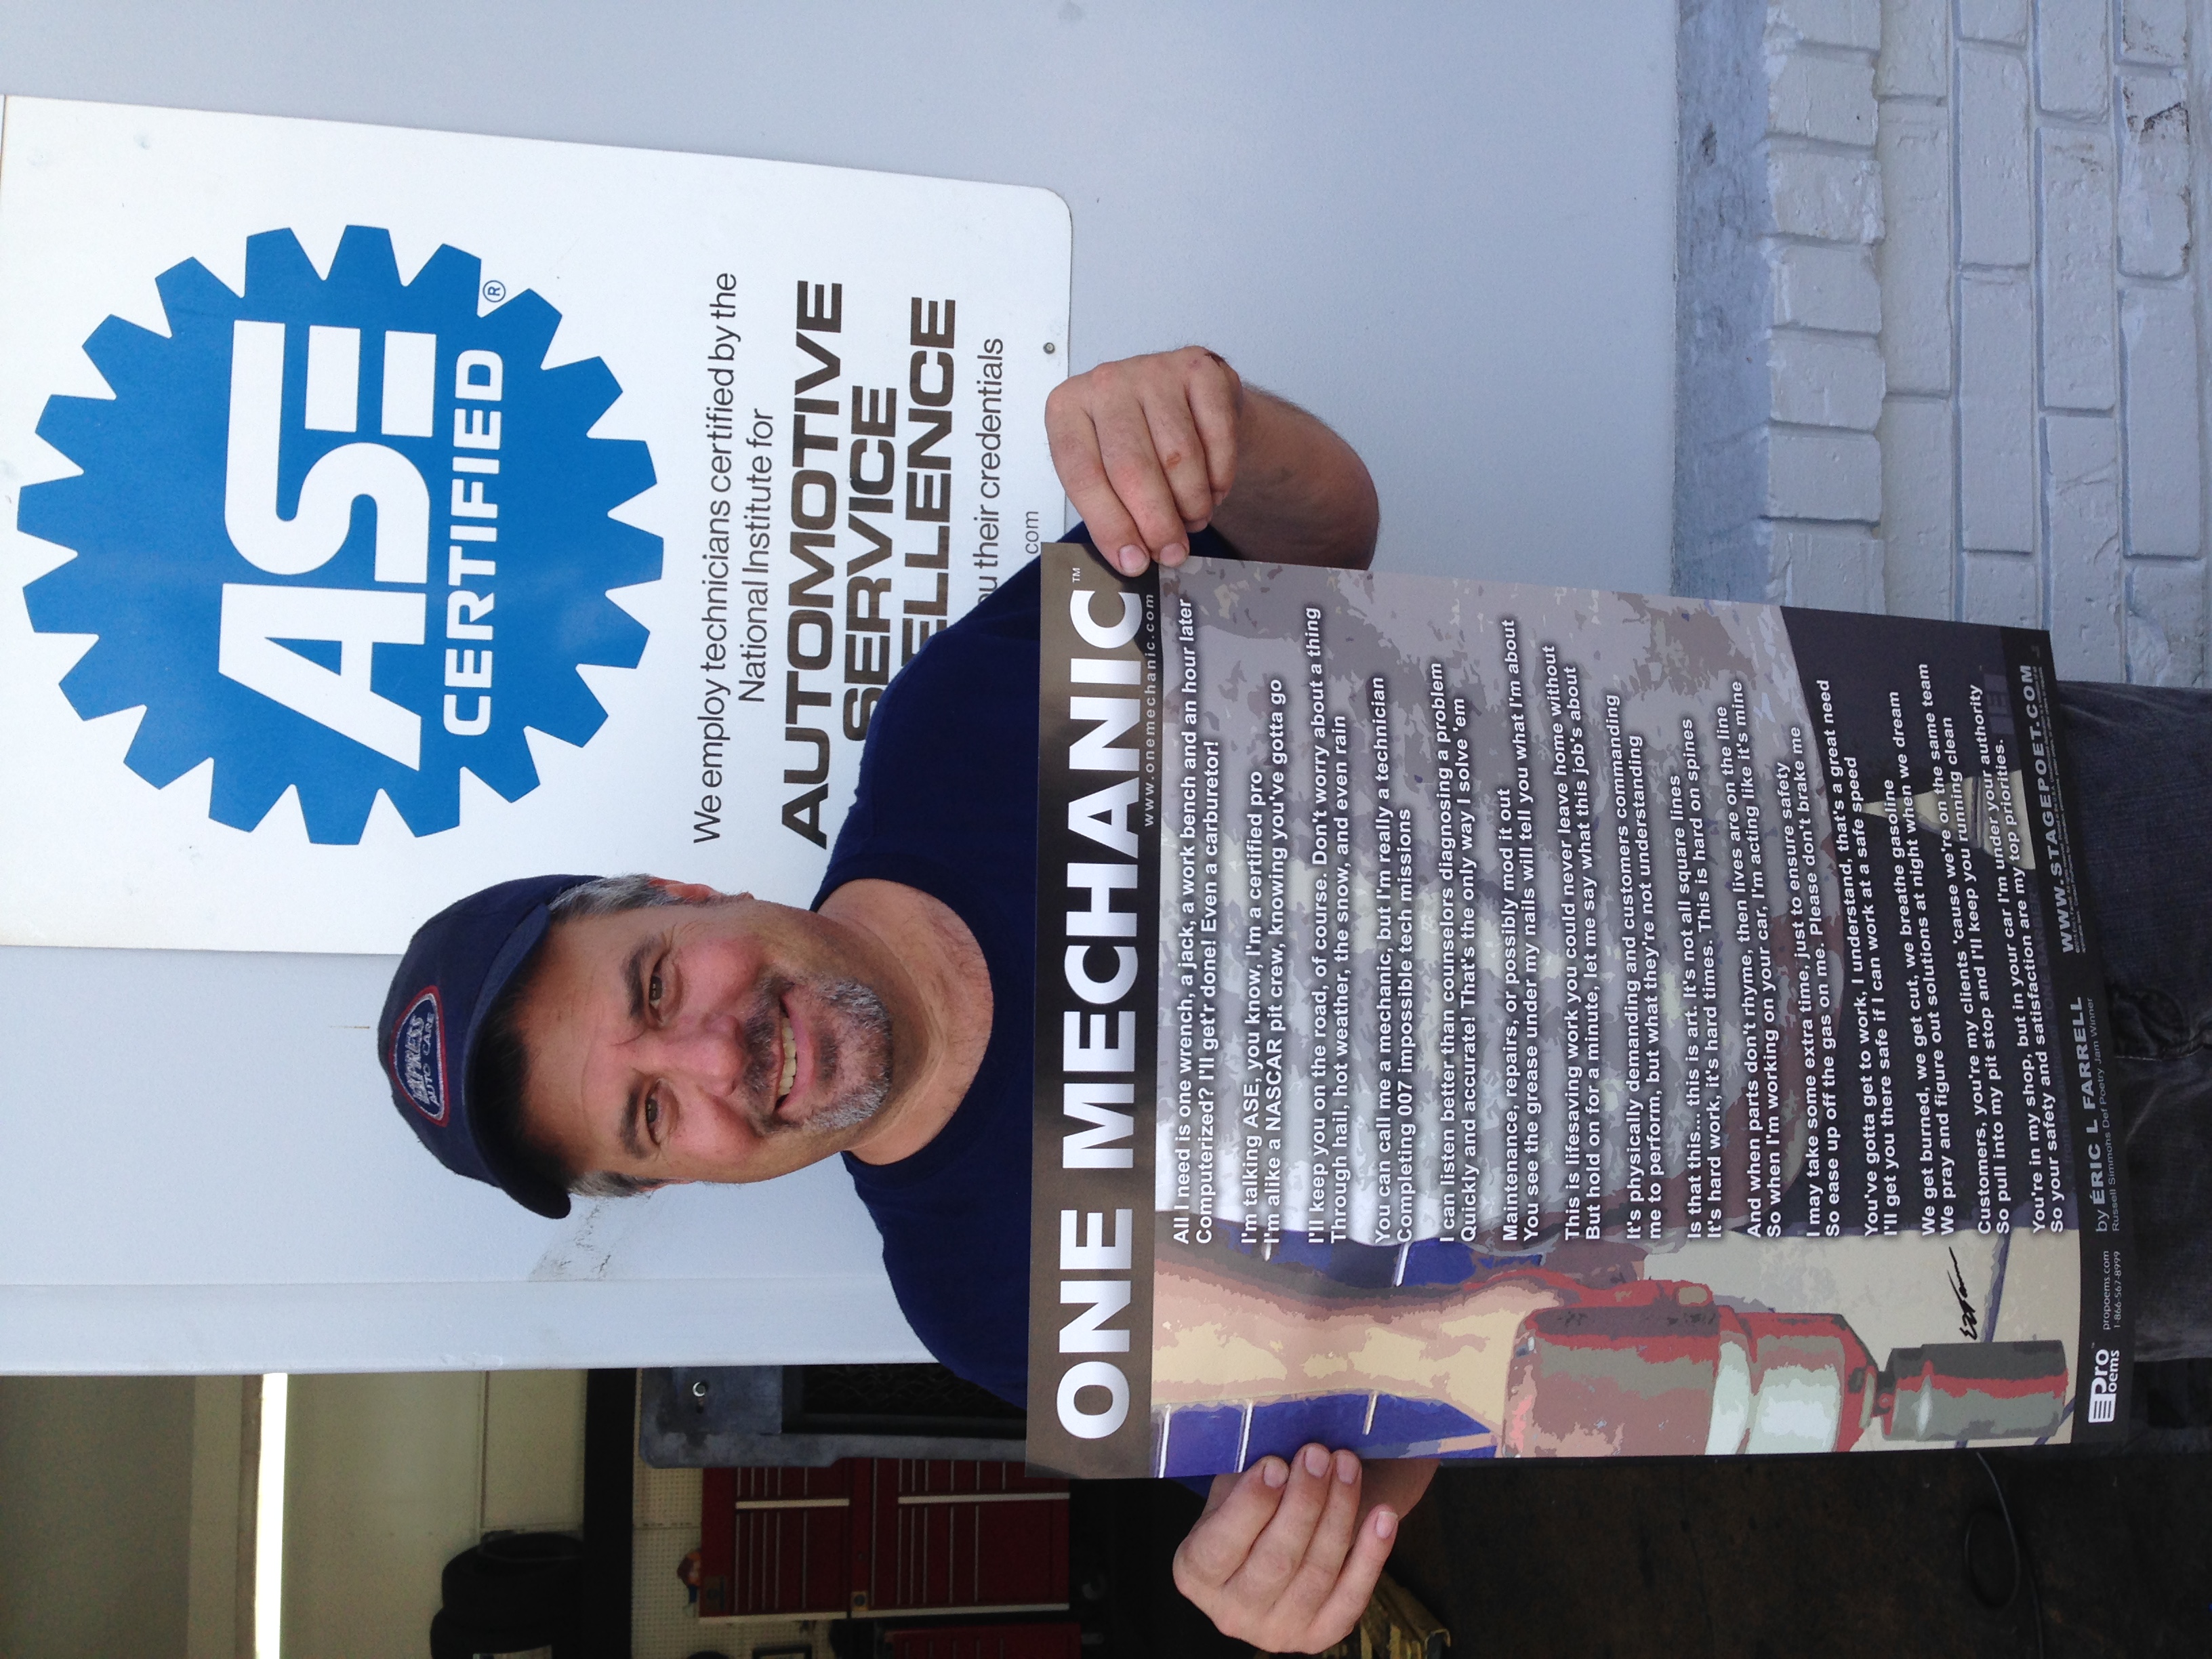 ASE
CERTIFIED
®
We employ technicians certified by the
National Institute for
AUTOMOTIVE
SERVICE
ELLENCE
their credentials
com
EXPRESS
AUTO CARE
ONE MECHANIC™
www.onemechanic.com
All I need is one wrench, a jack, a work bench and an hour later
Computerized? I'll get'r done! Even a carburetor!
I'm talking ASE, you know, I'm a certified pro
I'm alike a NASCAR pit crew, knowing you've gotta go
I'll keep you on the road, of course. Don't worry about a thing
Through hail, hot weather, the snow, and even rain
You can call me a mechanic, but I'm really a technician
Completing 007 impossible tech missions
I can listen better than counselors diagnosing a problem
Quickly and accurate! That's the only way I solve 'em
Maintenance, repairs, or possibly mod it out
You see the grease under my nails will tell you what I'm about
This is lifesaving work you could never leave home without
But hold on for a minute, let me say what this job's about
It's physically demanding and customers commanding
me to perform, but what they're not understanding
Is that this... this is art. It's not all square lines
It's hard work, it's hard times. This is hard on spines
And when parts don't rhyme, then lives are on the line
So when I'm working on your car, I'm acting like it's mine
I may take some extra time, just to ensure safety
So ease up off the gas on me. Please don't brake me
You've gotta get to work, I understand, that's a great need
I'll get you there safe if I can work at a safe speed
We get burned, we get cut, we breathe gasoline
We pray and figure out solutions at night when we dream
Customers, you're my clients 'cause we're on the same team
So pull into my pit stop and I'll keep you running clean
You're in my shop, but in your car I'm under your authority
So your safety and satisfaction are my top priorities.
Pro
oems™
propoems.com
1-866-567-8999
by ÉRIC L FARRELL
Russell Simmons Def Poetry Jam Winner
WWW.STAGEPOET.COM